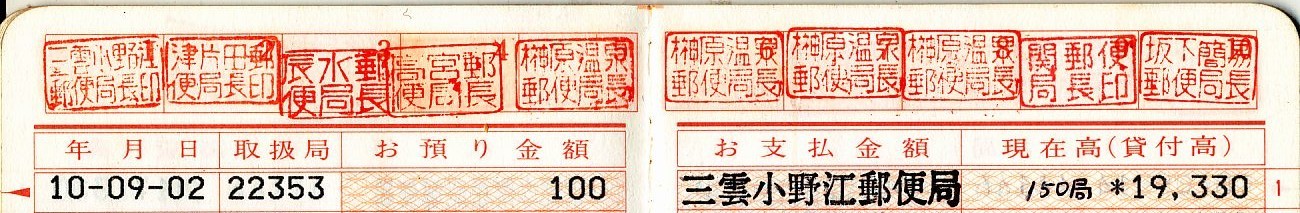 三雲小野江郵便局長印 津片田郵便局長印 長水郵便局長 高宮郵便局長 榊原温泉郵便局長 榊原温泉郵便局長 榊原温泉郵便局長 榊原温泉郵便局長 関郵便局長印 坂下簡易郵便局
年月日 取扱局 お預り金額 お支払金額 現在高(貸付高)
10-09-02 22353 100 三雲小野江郵便局 150局 *19,330 1